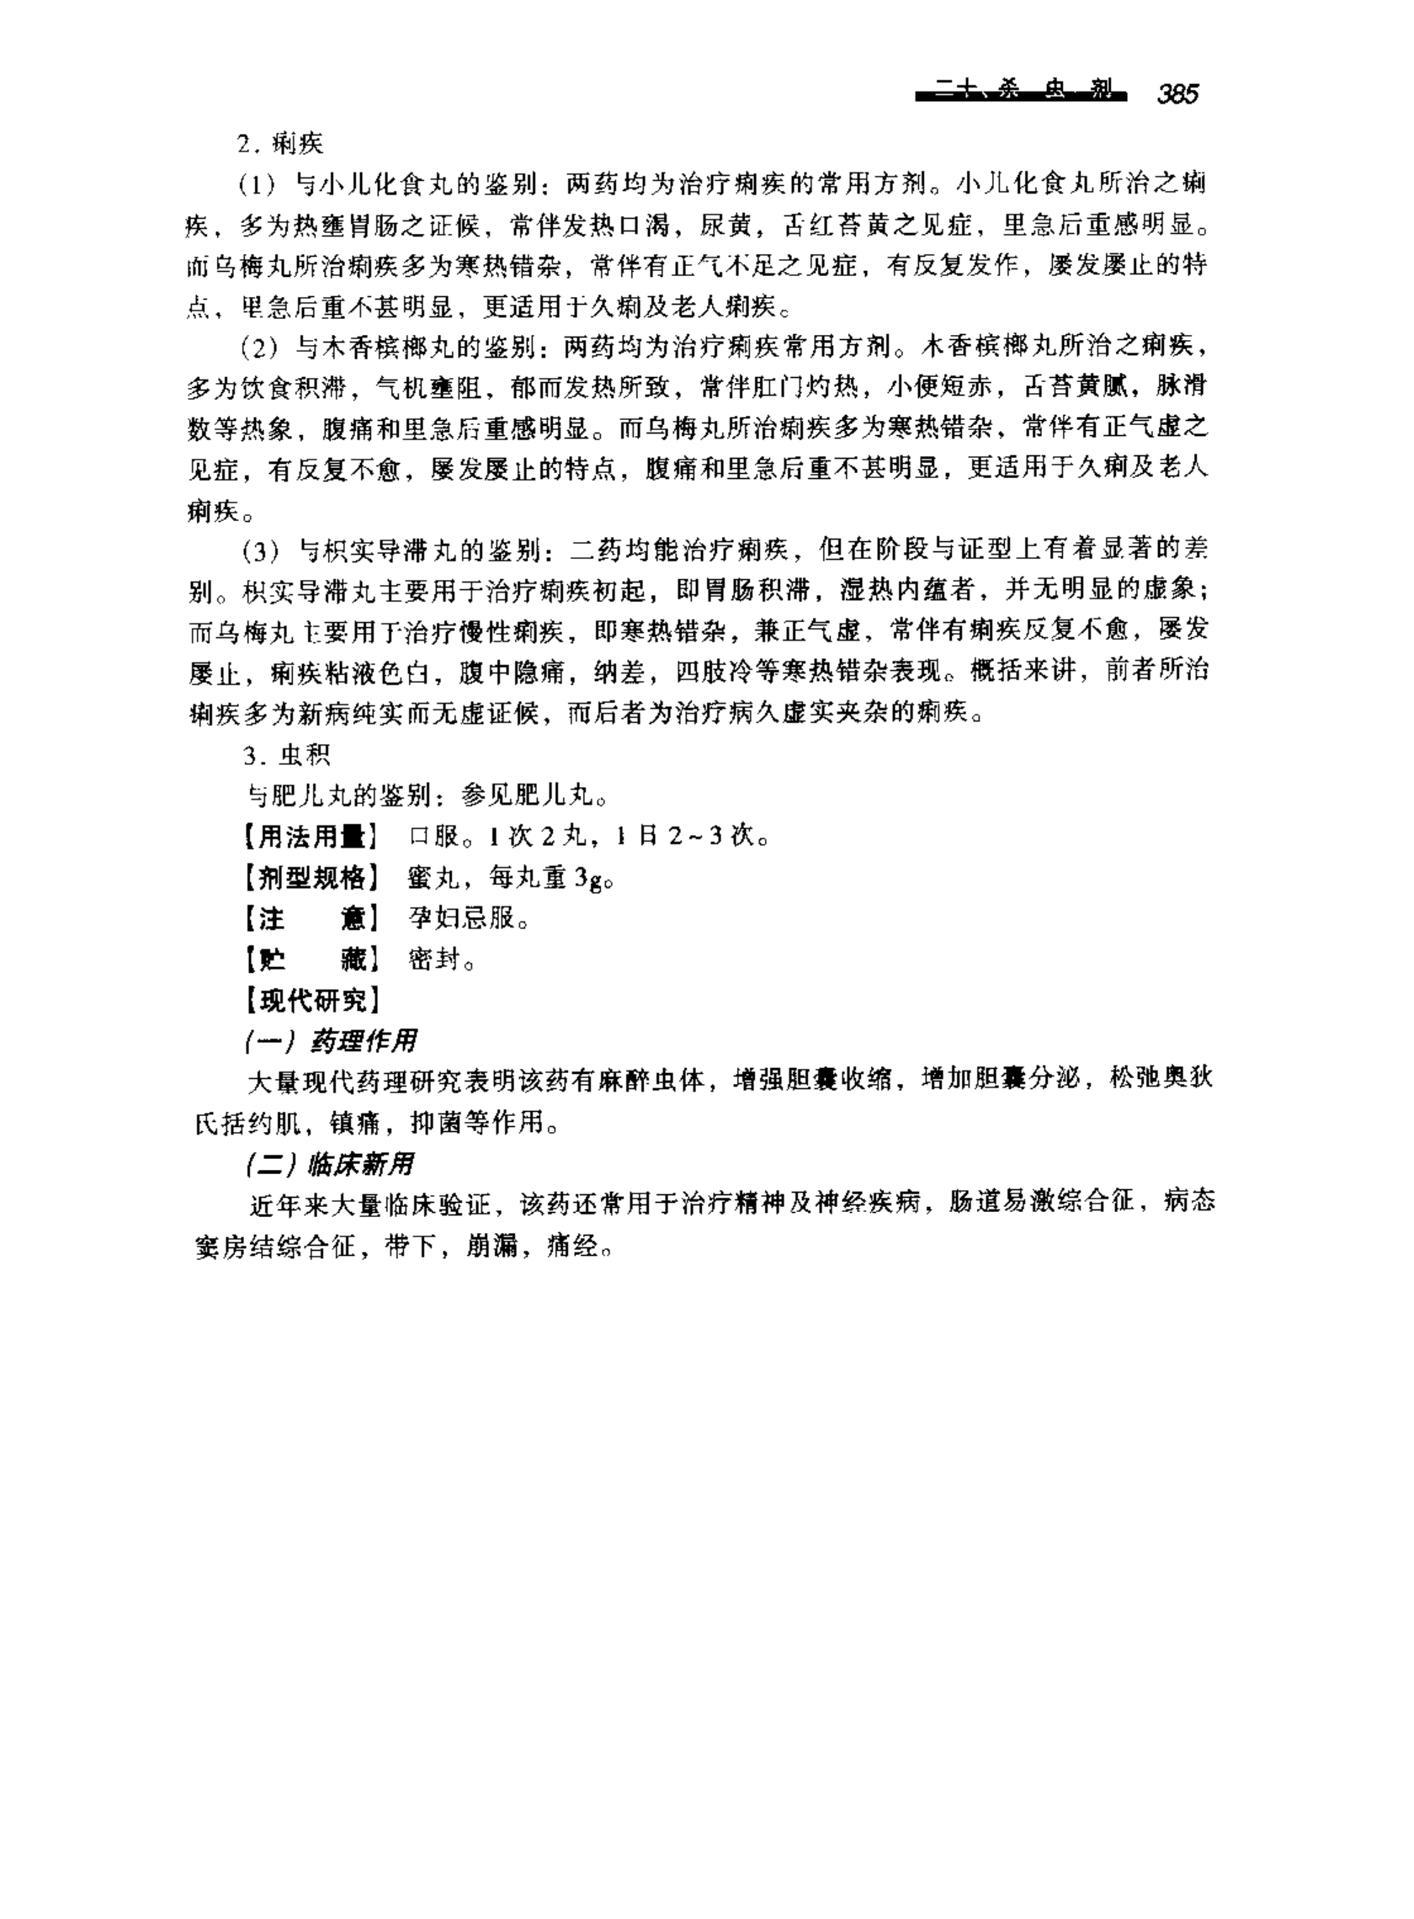 二十、杀虫剂 385
2. 痢疾
(1) 与小儿化食丸的鉴别：两药均为治疗痢疾的常用方剂。小儿化食丸所治之痢
疾，多为热壅胃肠之证候，常伴发热口渴，尿黄，舌红苔黄之见症，里急后重感明显。
而乌梅丸所治痢疾多为寒热错杂，常伴有正气不足之见症，有反复发作，屡发屡止的特
点，里急后重不甚明显，更适用于久痢及老人痢疾。
(2) 与木香槟榔丸的鉴别：两药均为治疗痢疾常用方剂。木香槟榔丸所治之痢疾，
多为饮食积滞，气机壅阻，郁而发热所致，常伴肛门灼热，小便短赤，舌苔黄腻，脉滑
数等热象，腹痛和里急后重感明显。而乌梅丸所治痢疾多为寒热错杂，常伴有正气虚之
见症，有反复不愈，屡发屡止的特点，腹痛和里急后重不甚明显，更适用于久痢及老人
痢疾。
(3) 与枳实导滞丸的鉴别：二药均能治疗痢疾，但在阶段与证型上有着显著的差
别。枳实导滞丸主要用于治疗痢疾初起，即胃肠积滞，湿热内蕴者，并无明显的虚象；
而乌梅丸主要用于治疗慢性痢疾，即寒热错杂，兼正气虚，常伴有痢疾反复不愈，屡发
屡止，痢疾粘液色白，腹中隐痛，纳差，四肢冷等寒热错杂表现。概括来讲，前者所治
痢疾多为新病纯实而无虚证候，而后者为治疗病久虚实夹杂的痢疾。
3. 虫积
与肥儿丸的鉴别：参见肥儿丸。
【用法用量】 口服。1次2丸，1日2~3次。
【剂型规格】 蜜丸，每丸重3g。
【注 意】 孕妇忌服。
【贮 藏】 密封。
【现代研究】
(一) 药理作用
大量现代药理研究表明该药有麻醉虫体，增强胆囊收缩，增加胆囊分泌，松弛奥狄
氏括约肌，镇痛，抑菌等作用。
(二) 临床新用
近年来大量临床验证，该药还常用于治疗精神及神经疾病，肠道易激综合征，病态
窦房结综合征，带下，崩漏，痛经。